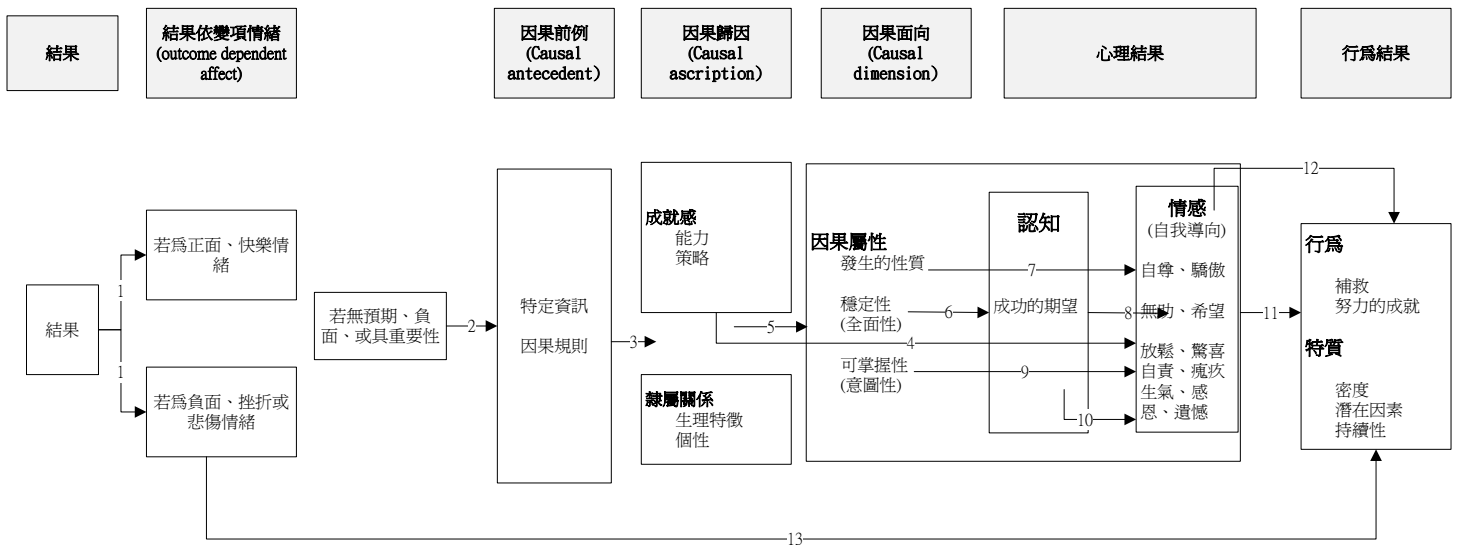 結果
結果依變項情緒
(outcome dependent
affect)
因果前例
(Causal
antecedent)
因果歸因
(Causal
ascription)
因果面向
(Causal
dimension)
心理結果
行為結果
結果
1
1
若為正面、快樂情
緒
若為負面、挫折或
悲傷情緒
若無預期、負
面、或具重要性
2
特定資訊
因果規則
3
成就感
能力
策略
隸屬關係
生理特徵
個性
5
4
因果屬性
發生的性質
穩定性
(全面性)
可掌握性
(意圖性)
7
6
9
認知
成功的期望
8
10
情感
(自我導向)
自尊、驕傲
無助、希望
放鬆、驚喜
自責、瑰疚
生氣、感
恩、遺憾
11
12
行為
補救
努力的成就
特質
密度
潛在因素
持續性
13